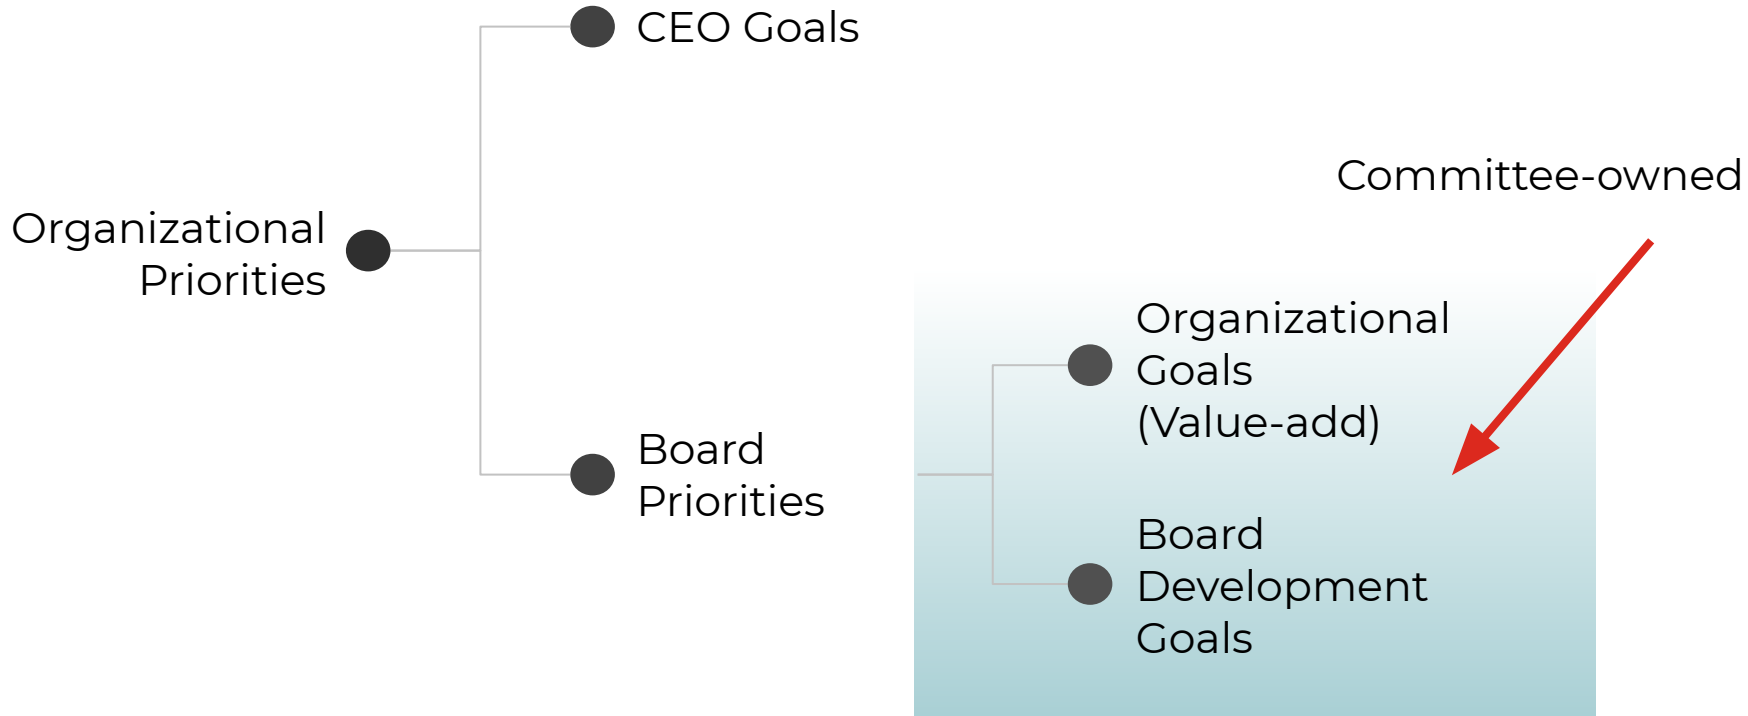 CEO Goals
Organizational
Priorities
Board
Priorities
Committee-owned
Organizational
Goals
(Value-add)
Board
Development
Goals